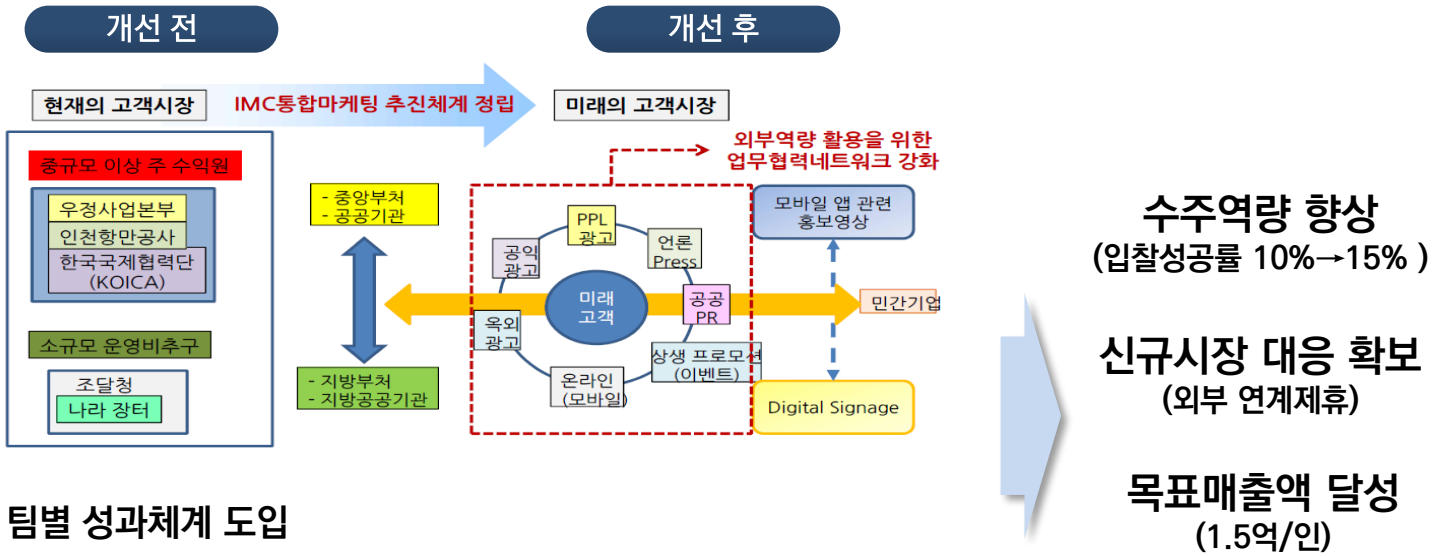 개선 전
개선 후
현재의 고객시장
IMC통합마케팅 추진체계 정립
미래의 고객시장
중규모 이상 주 수익원
우정사업본부
인천항만공사
한국국제협력단
(KOICA)
소규모 운영비추구
조달청
나라 장터
- 중앙부처
- 공공기관
- 지방부처
- 지방공공기관
외부역량 활용을 위한
업무협력네트워크 강화
PPL
광고
언론
Press
공익
광고
미래
고객
공공
PR
옥외
광고
상생 프로모션
(이벤트)
온라인
(모바일)
모바일 앱 관련
홍보영상
민간기업
Digital Signage
수주역량 향상
(입찰성공률 10%→15% )
신규시장 대응 확보
(외부 연계제휴)
목표매출액 달성
(1.5억/인)
팀별 성과체계 도입